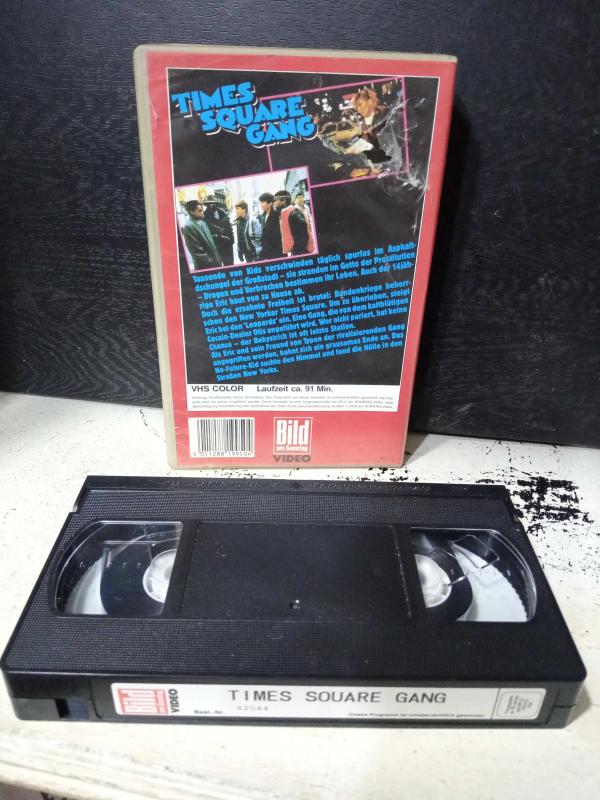 TIMES
SQUARE
GANG
Tausende von Kids verschwinden täglich spurlos im Asphalt-
dschungel der Großstadt – sie stranden im Getto der Prostitution
– Drogen und Verbrechen bestimmen ihr Leben. Auch der 14jäh-
rige Eric haut von zu Hause ab.
Doch die ersehnte Freiheit ist brutal: Bandenkriege beherr-
schen den New Yorker Times Square. Um zu überleben, steigt
Eric bei den 'Leopards' ein. Eine Gang, die von dem kaltblütigen
Cocain-Dealer Olis angeführt wird. Wer nicht pariert, hat keine
Chance – der Babystrich ist oft letzte Station.
Als Eric und sein Freund von Typen der rivalisierenden Gang
angegriffen werden, bahnt sich ein grausames Ende an. Das
No-Future-Kid suchte den Himmel und fand die Hölle in den
Straßen New Yorks.
VHS COLOR Laufzeit ca. 91 Min.
4 011288 199504
Bild
am Sonntag
VIDEO
Bild
VIDEO
TIMES SOUARE GANG
Best.-Nr. 42044
Dieses Programm ist urheberrechtlich geschützt